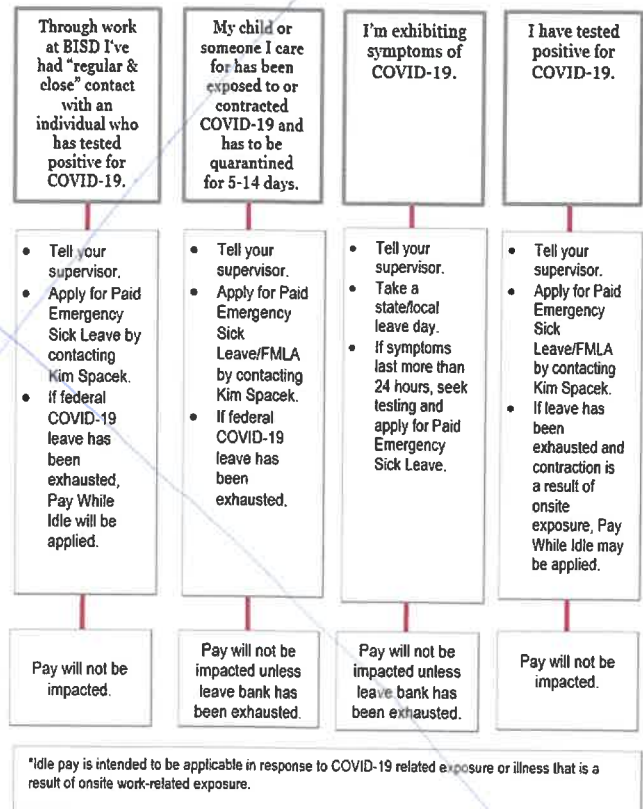 Through work
at BISD I've
had "regular &
close" contact
with an
individual who
has tested
positive for
COVID-19.
• Tell your
supervisor.
• Apply for Paid
Emergency
Sick Leave by
contacting
Kim Spacek.
• If federal
COVID-19
leave has
been
exhausted,
Pay While
Idle will be
applied.
Pay will not be
impacted.
My child or
someone I care
for has been
exposed to or
contracted
COVID-19 and
has to be
quarantined
for 5-14 days.
• Tell your
supervisor.
• Apply for Paid
Emergency
Sick
Leave/FMLA
by contacting
Kim Spacek.
• If federal
COVID-19
leave has
been
exhausted.
Pay will not be
impacted unless
leave bank has
been exhausted.
I'm exhibiting
symptoms of
COVID-19.
• Tell your
supervisor.
• Take a
state/local
leave day.
• If symptoms
last more than
24 hours, seek
testing and
apply for Paid
Emergency
Sick Leave.
Pay will not be
impacted unless
leave bank has
been exhausted.
I have tested
positive for
COVID-19.
• Tell your
supervisor.
• Apply for Paid
Emergency
Sick
Leave/FMLA
by contacting
Kim Spacek.
• If leave has
been
exhausted and
contraction is
a result of
onsite
exposure, Pay
While Idle may
be applied.
Pay will not be
impacted.
*Idle pay is intended to be applicable in response to COVID-19 related exposure or illness that is a
result of onsite work-related exposure.